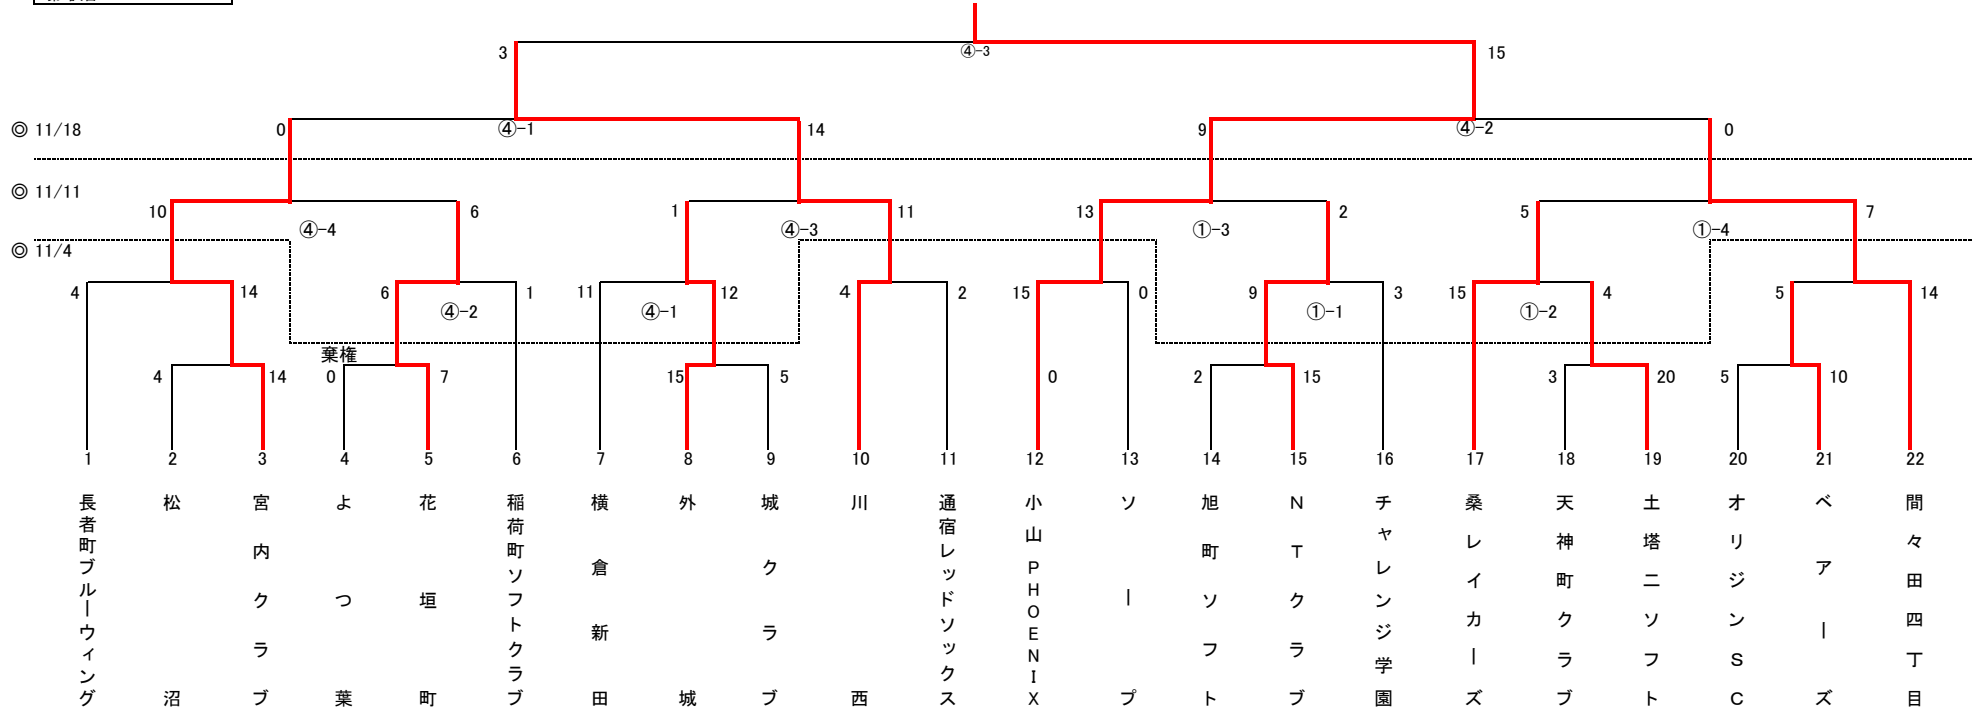 3 ④-3 15
◎ 11/18 0 ④-1 14 9 ④-2 0
◎ 11/11
10 6 1 11 13 2 5 7
④-4 ④-3 ①-3 ①-4
◎ 11/4
4 14 6 1 11 12 4 2 15 0 9 3 15 4 5 14
④-2 ④-1 ①-1 ①-2
棄権
4 14 0 7 15 5 0 2 15 3 20 5 10
1 2 3 4 5 6 7 8 9 10 11 12 13 14 15 16 17 18 19 20 21 22
長者町ブルーウィング
松沼
宮内クラブ
よつ葉
花垣町
稲荷町ソフトクラブ
横倉新田
外城
城クラブ
川西
通宿レッドソックス
小山PHOENIX
ソープ
旭町ソフト
NTクラブ
チャレンジ学園
桑レイカーズ
天神町クラブ
土塔ニソフト
オリジンSC
ベアーズ
間々田四丁目